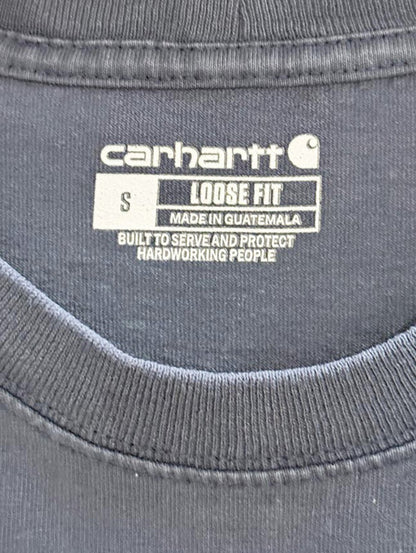 carhartt
S
LOOSE FIT
MADE IN GUATEMALA
BUILT TO SERVE AND PROTECT
HARDWORKING PEOPLE